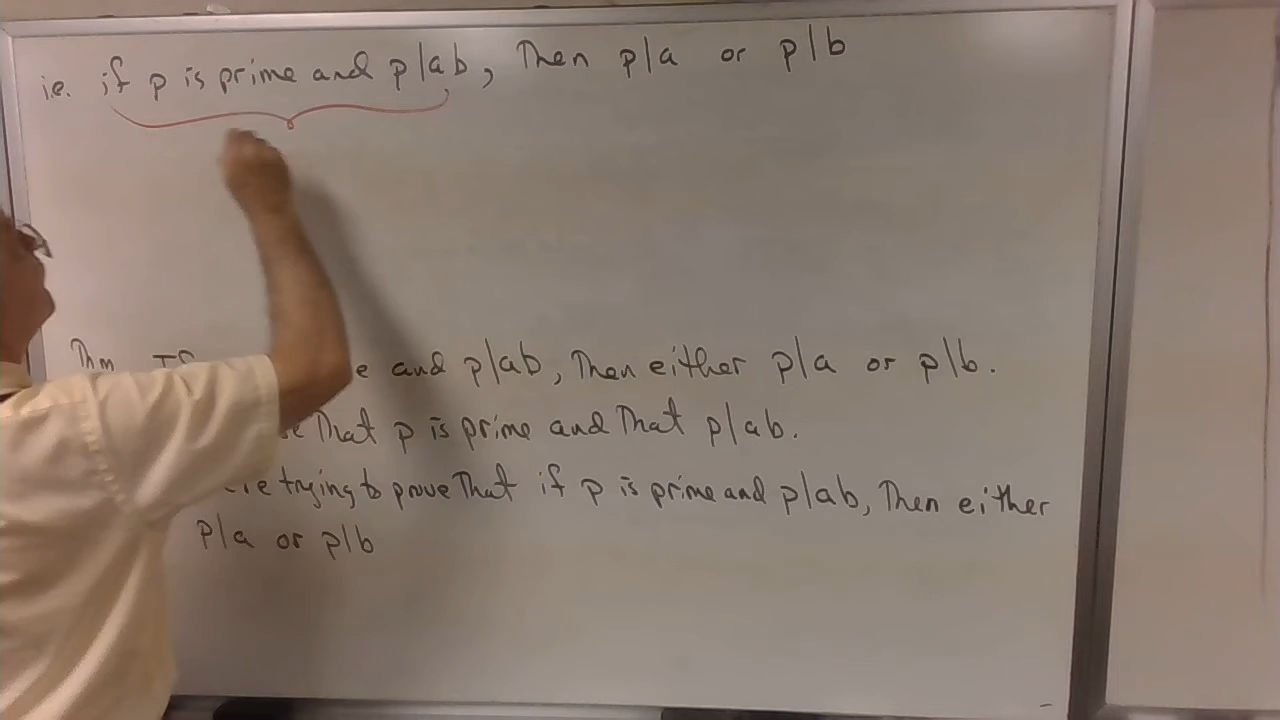 i.e. if p is prime and p|ab, Then p|a or p|b
Thm If e and p|ab, Then either p|a or p|b.
That p is prime and That p|ab.
trying to prove That if p is prime and p|ab, Then either
p|a or p|b